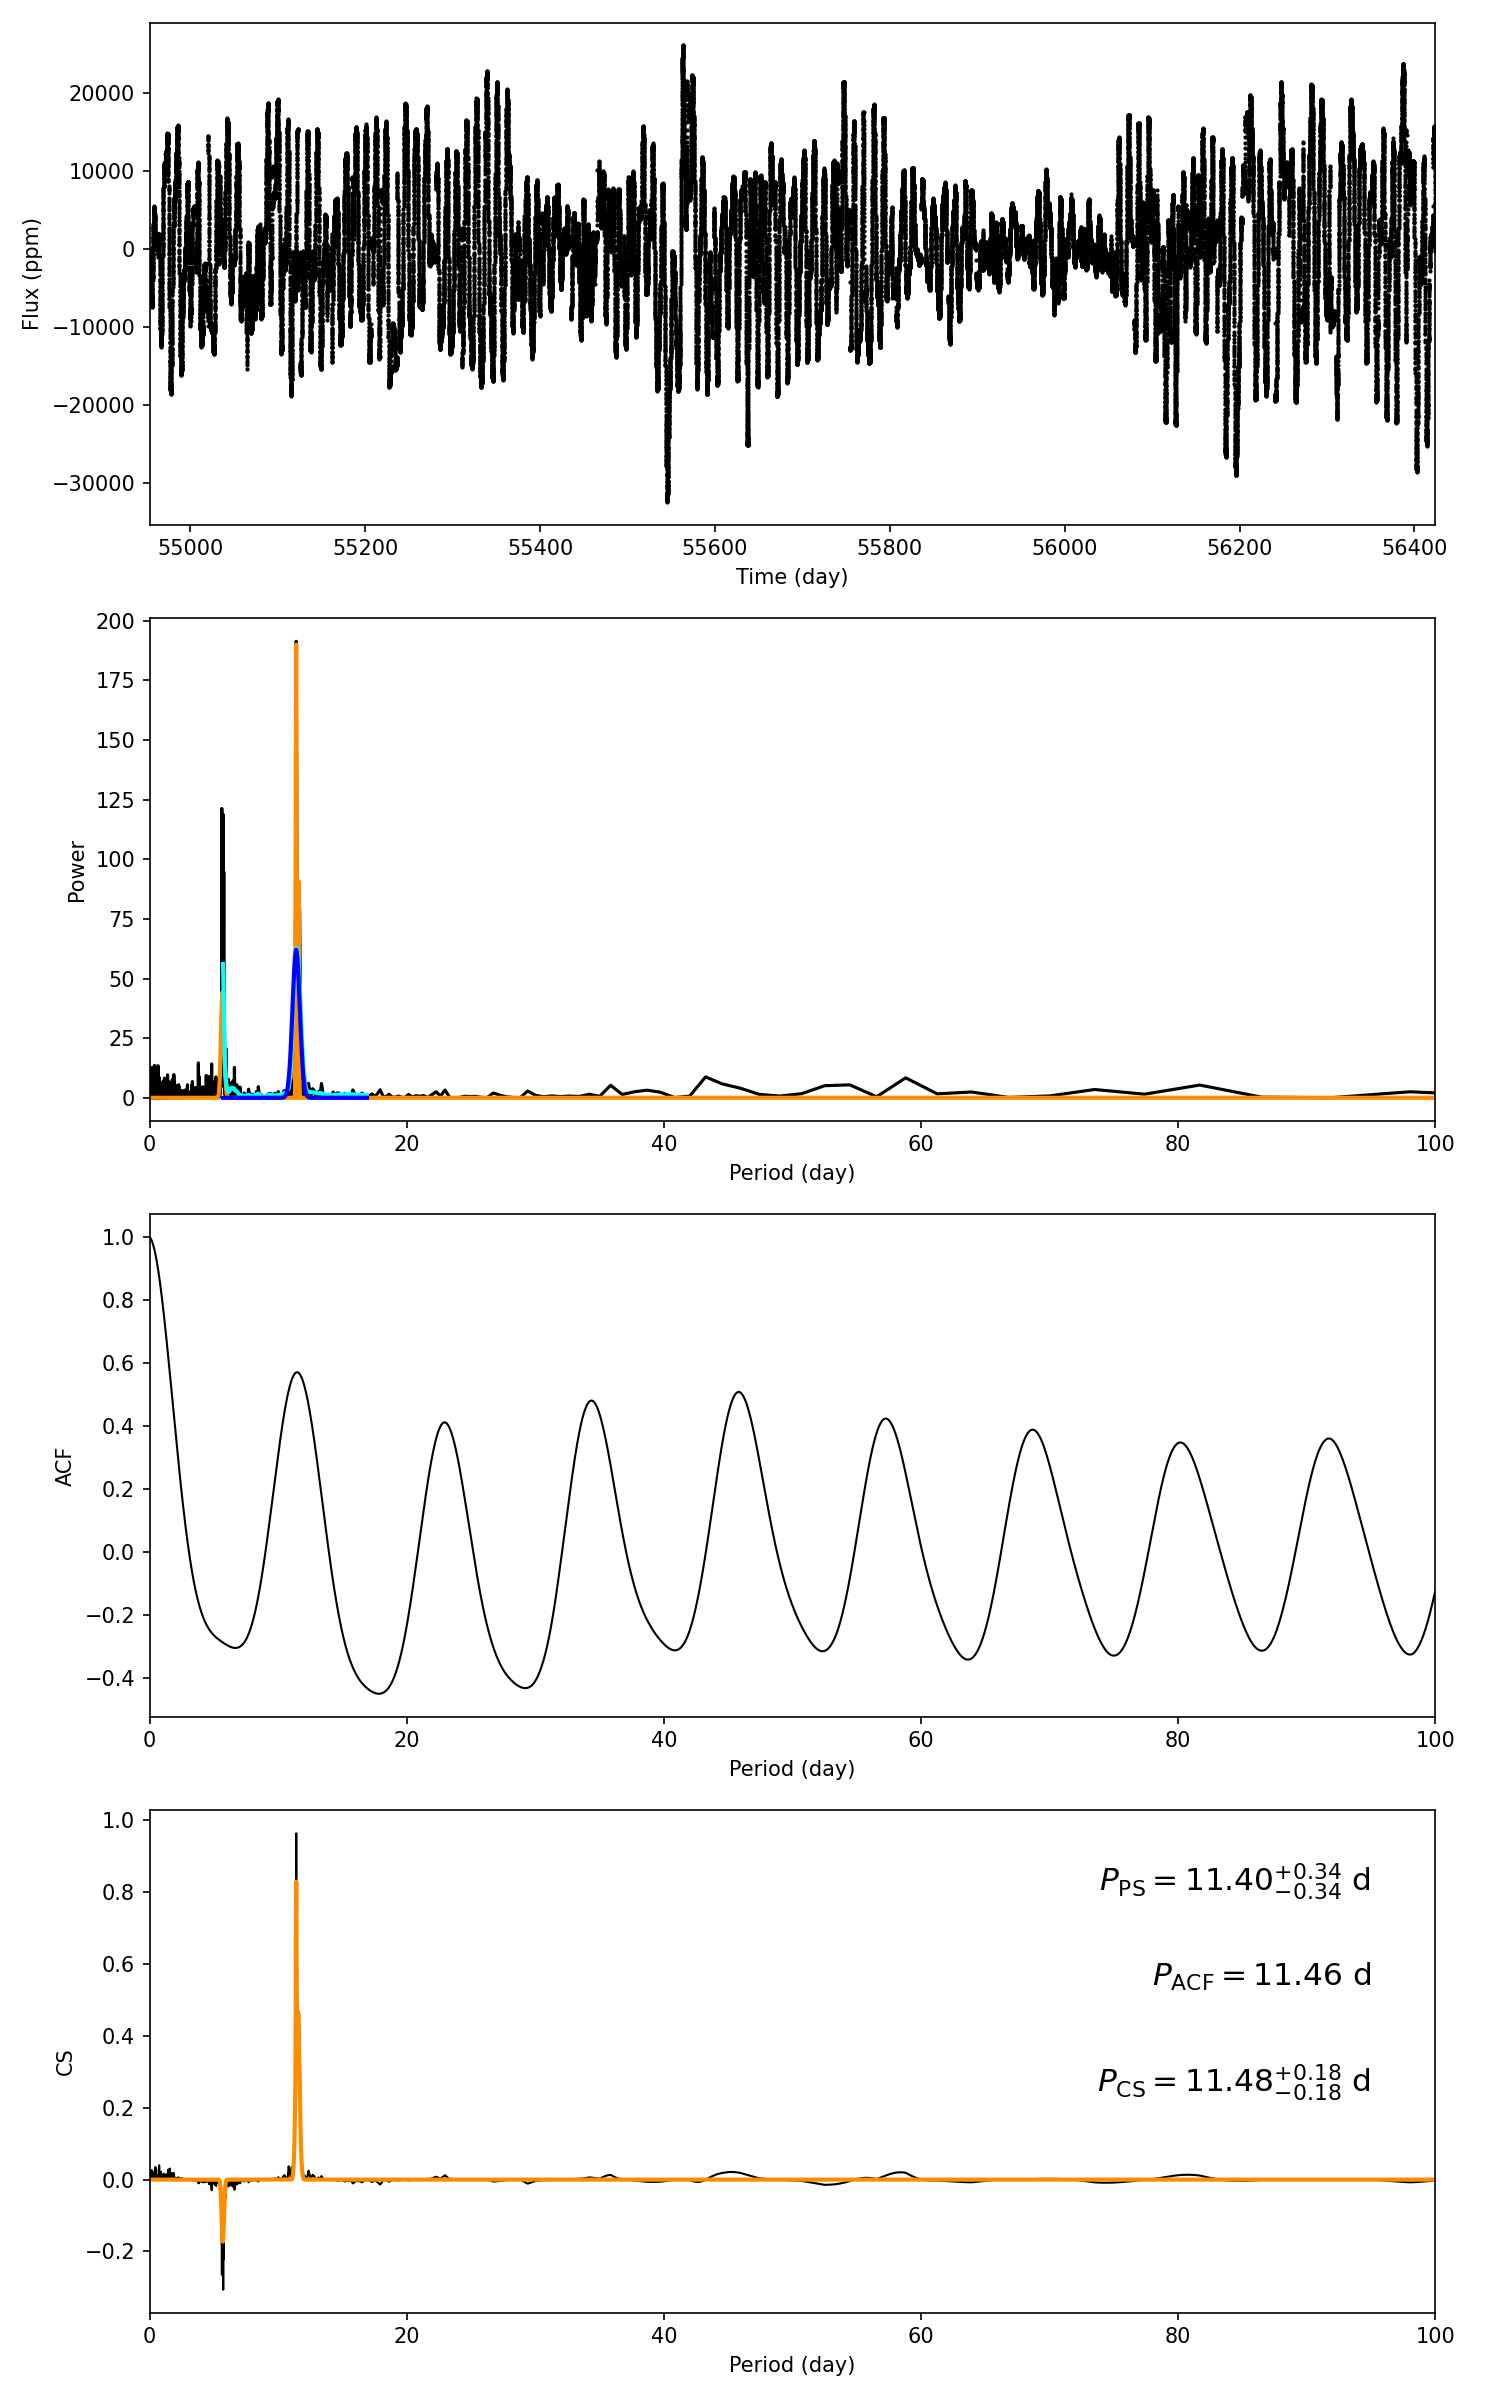 20000
10000
0
−10000
−20000
−30000
Flux (ppm)
55000 55200 55400 55600 55800 56000 56200 56400
Time (day)
200
175
150
125
100
75
50
25
0
Power
0 20 40 60 80 100
Period (day)
1.0
0.8
0.6
0.4
0.2
0.0
−0.2
−0.4
ACF
0 20 40 60 80 100
Period (day)
1.0
0.8
0.6
0.4
0.2
0.0
−0.2
CS
P_PS = 11.40^{+0.34}_{−0.34} d
P_ACF = 11.46 d
P_CS = 11.48^{+0.18}_{−0.18} d
0 20 40 60 80 100
Period (day)